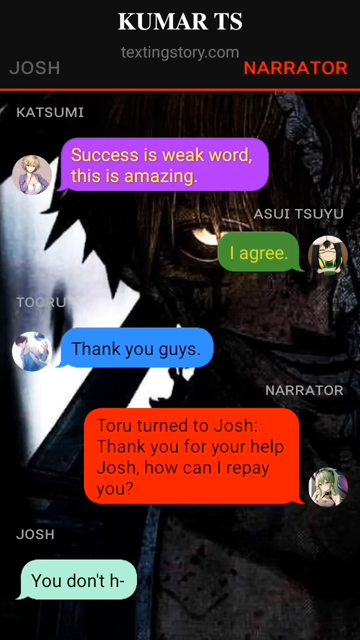 KUMAR TS
textingstory.com
JOSH
NARRATOR
KATSUMI
Success is weak word,
this is amazing.
ASUI TSUYU
I agree.
TOORU
Thank you guys.
NARRATOR
Toru turned to Josh:
Thank you for your help
Josh, how can I repay
you?
JOSH
You don't h-